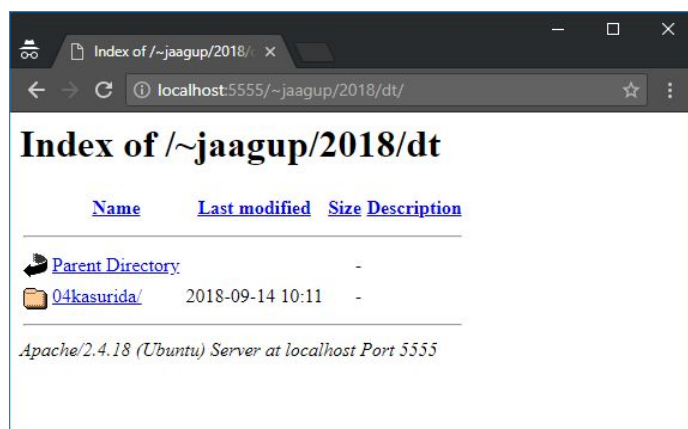 Index of /~jaagup/2018/
localhost:5555/~jaagup/2018/dt/
Index of /~jaagup/2018/dt
Name Last modified Size Description
Parent Directory -
04kasurida/ 2018-09-14 10:11 -
Apache/2.4.18 (Ubuntu) Server at localhost Port 5555